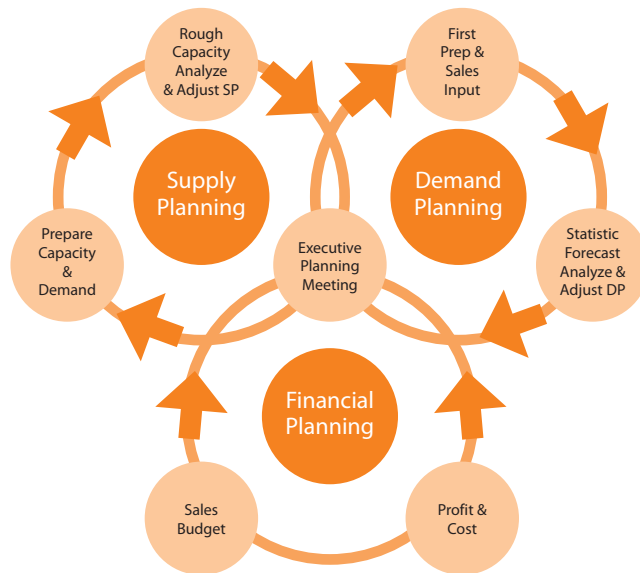 Rough
Capacity
Analyze
& Adjust SP
First
Prep &
Sales
Input
Supply
Planning
Demand
Planning
Prepare
Capacity
&
Demand
Executive
Planning
Meeting
Statistic
Forecast
Analyze &
Adjust DP
Financial
Planning
Sales
Budget
Profit &
Cost